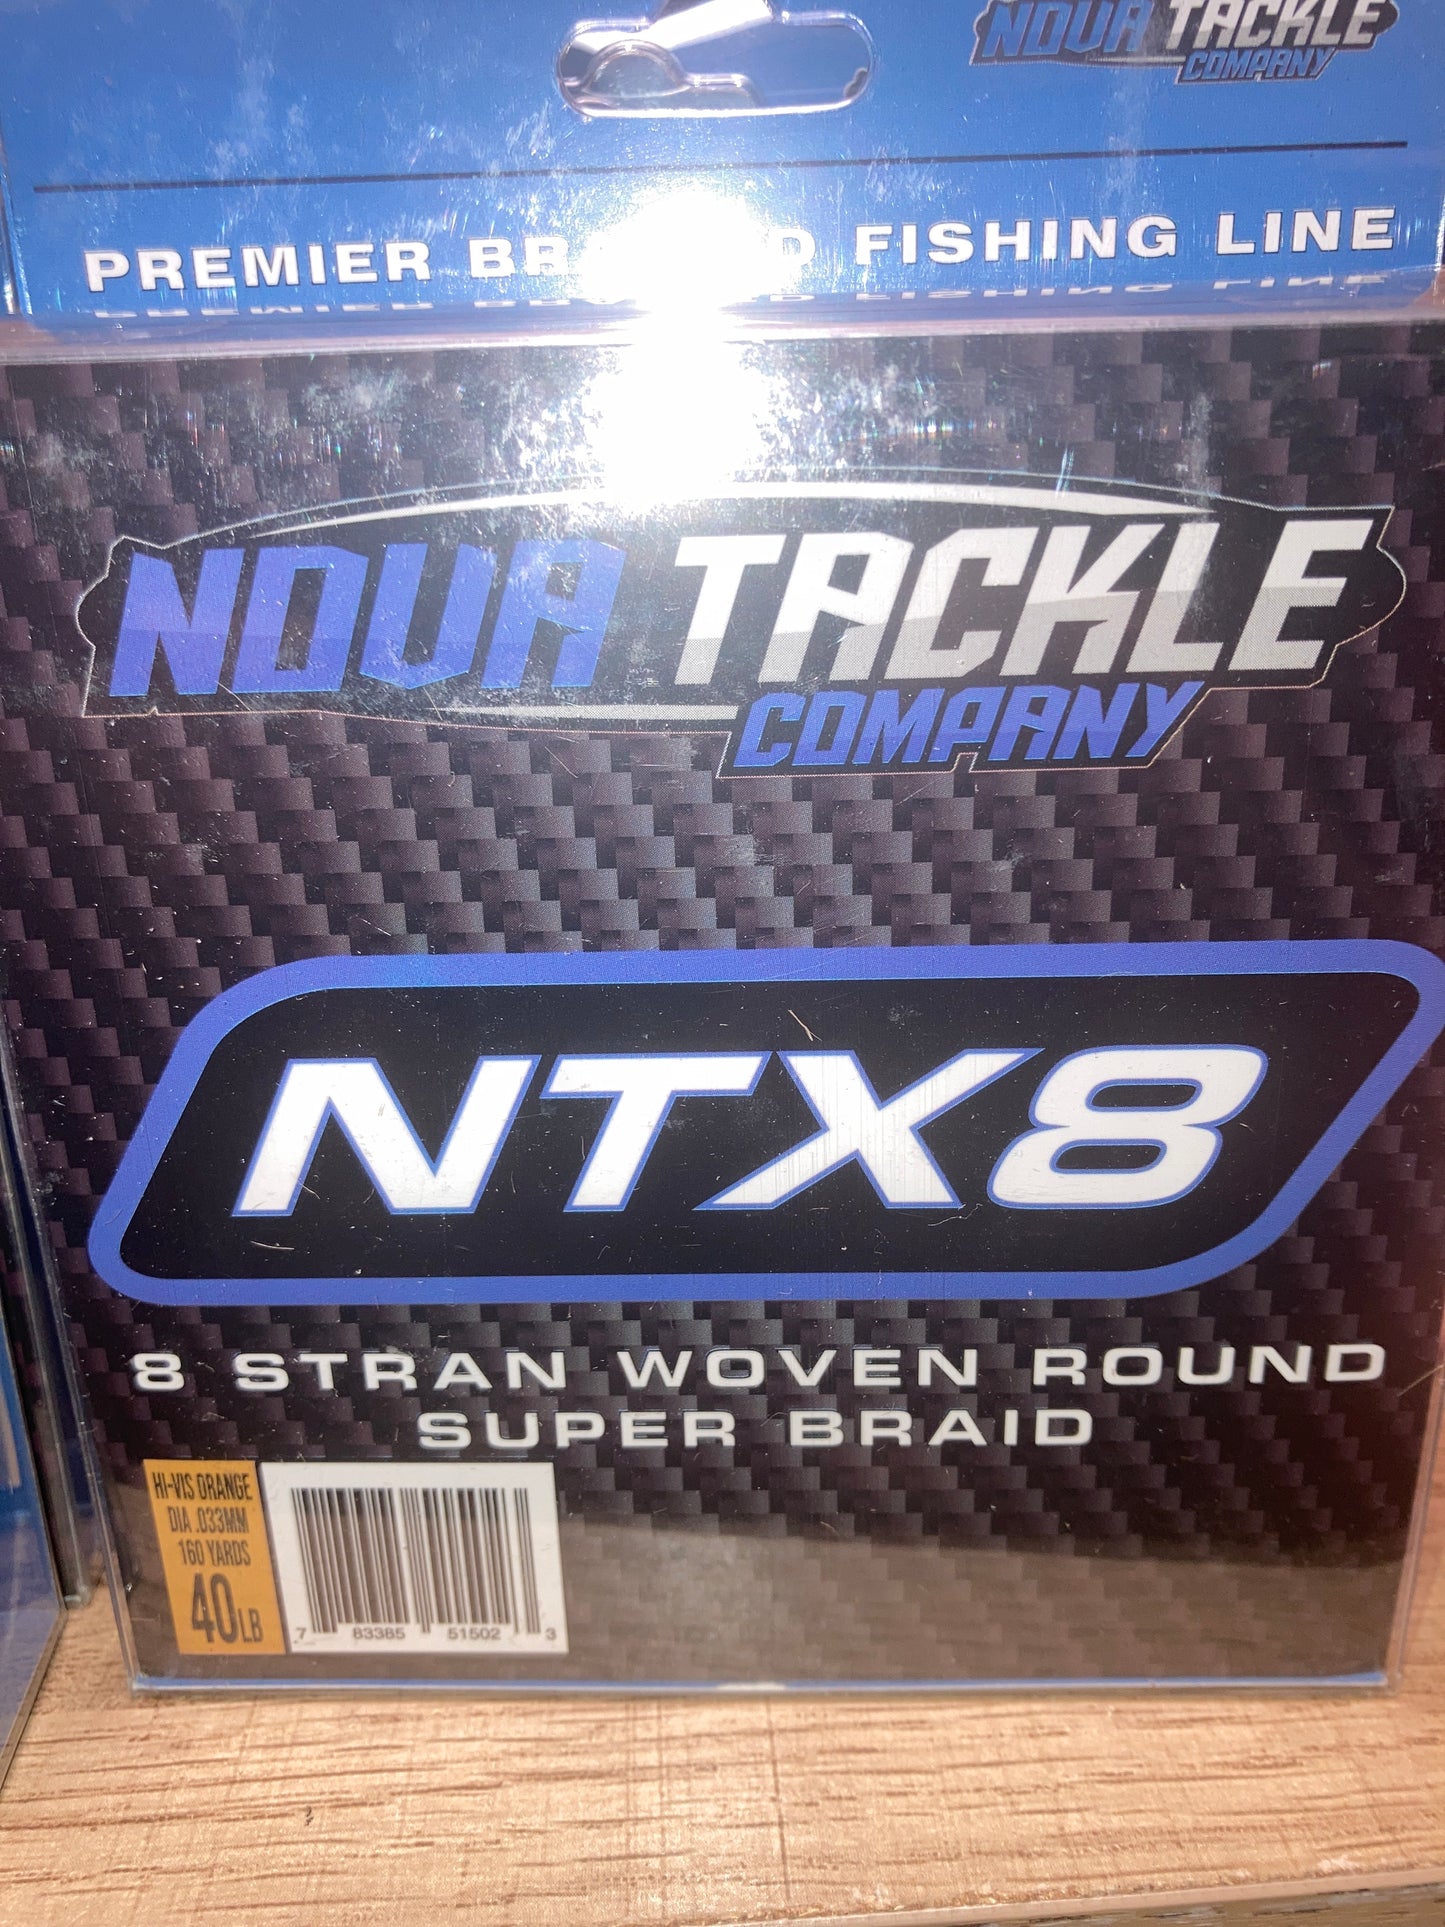 NOVA TACKLE
COMPANY
PREMIER FISHING LINE
NOVA TACKLE
COMPANY
NTX8
8 STRAN WOVEN ROUND
SUPER BRAID
HI-VIS ORANGE
DIA .033MM
160 YARDS
40LB
7 83385 51502 3